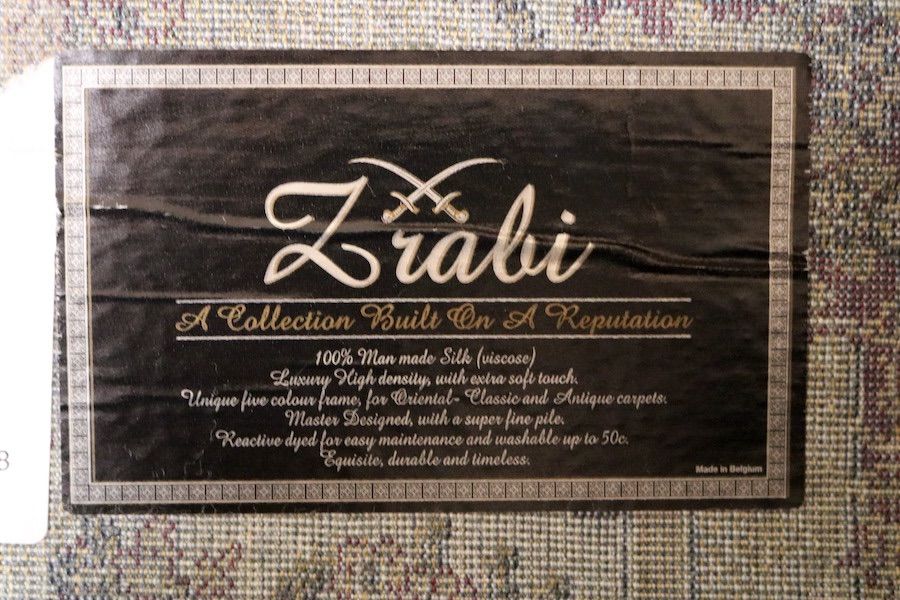 Zrabi
A Collection Built On A Reputation
100% Man made Silk (viscose)
Luxury High density, with extra soft touch.
Unique five colour frame, for Oriental- Classic and Antique carpets.
Master Designed, with a super fine pile.
Reactive dyed for easy maintenance and washable up to 50c.
Equisite, durable and timeless.
Made in Belgium
8